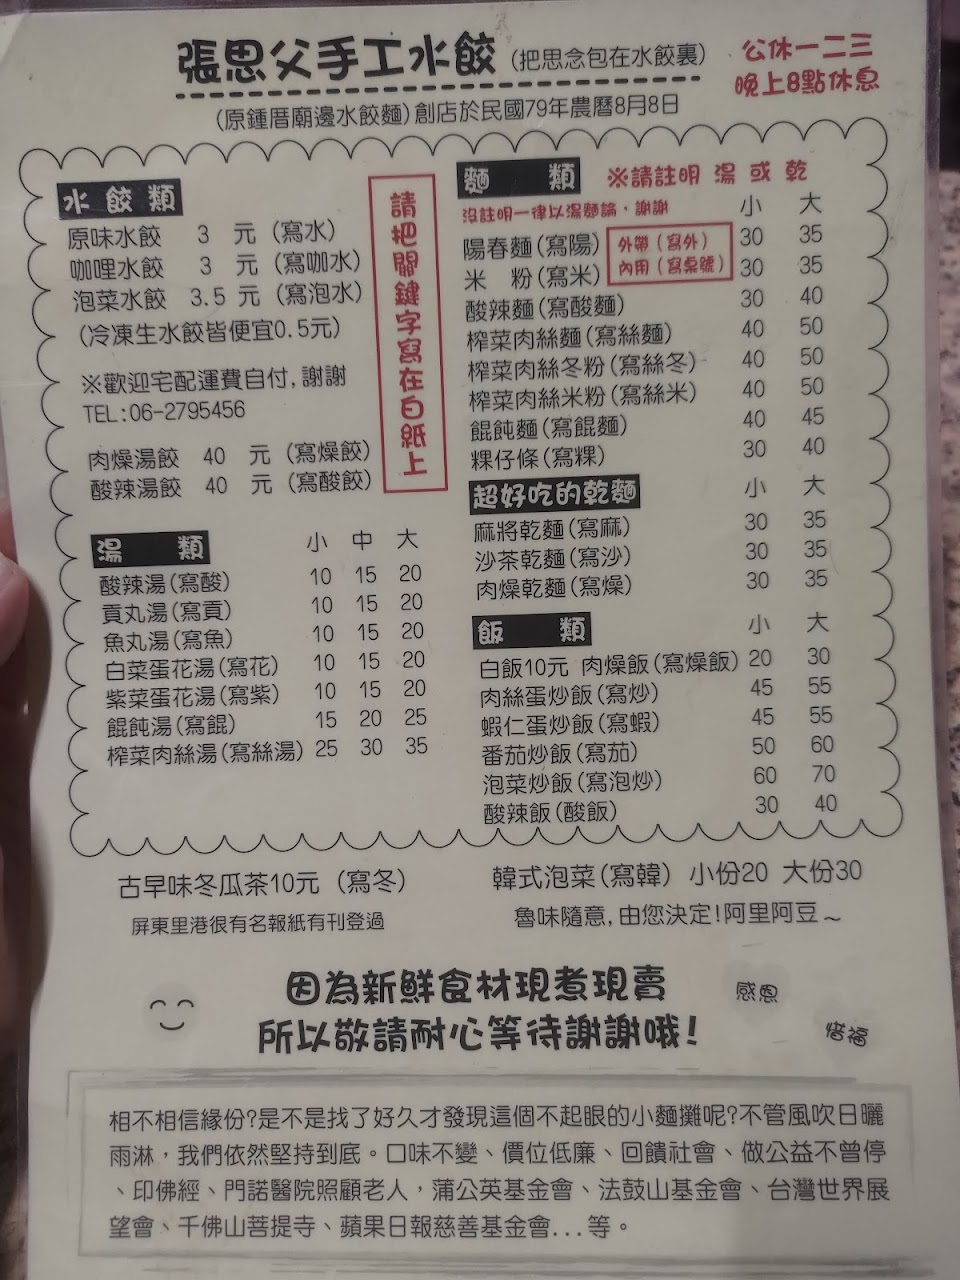 張思父手工水餃(把思念包在水餃裏)
公休一二三
晚上8點休息
(原鍾厝廟邊水餃麵)創店於民國79年農曆8月8日
水餃類
原味水餃 3 元(寫水)
咖哩水餃 3 元(寫咖水)
泡菜水餃 3.5 元(寫泡水)
(冷凍生水餃皆便宜0.5元)
※歡迎宅配運費自付,謝謝
TEL:06-2795456
肉燥湯餃 40 元(寫燥餃)
酸辣湯餃 40 元(寫酸餃)
請把關鍵字寫在白紙上
湯類 小 中 大
酸辣湯(寫酸) 10 15 20
貢丸湯(寫貢) 10 15 20
魚丸湯(寫魚) 10 15 20
白菜蛋花湯(寫花) 10 15 20
紫菜蛋花湯(寫紫) 10 15 20
餛飩湯(寫餛) 15 20 25
榨菜肉絲湯(寫絲湯) 25 30 35
麵類 ※請註明 湯 或 乾
沒註明一律以湯麵論,謝謝 小 大
陽春麵(寫陽) 30 35
米 粉(寫米) 30 35
外帶(寫外)
內用(寫桌號)
酸辣麵(寫酸麵) 30 40
榨菜肉絲麵(寫絲麵) 40 50
榨菜肉絲冬粉(寫絲冬) 40 50
榨菜肉絲米粉(寫絲米) 40 50
餛飩麵(寫餛麵) 40 45
粿仔條(寫粿) 30 40
超好吃的乾麵 小 大
麻將乾麵(寫麻) 30 35
沙茶乾麵(寫沙) 30 35
肉燥乾麵(寫燥) 30 35
飯類 小 大
白飯10元 肉燥飯(寫燥飯) 20 30
肉絲蛋炒飯(寫炒) 45 55
蝦仁蛋炒飯(寫蝦) 45 55
番茄炒飯(寫茄) 50 60
泡菜炒飯(寫泡炒) 60 70
酸辣飯(酸飯) 30 40
古早味冬瓜茶10元(寫冬)
屏東里港很有名報紙有刊登過
韓式泡菜(寫韓) 小份20 大份30
魯味隨意,由您決定!阿里阿豆~
因為新鮮食材現煮現賣
所以敬請耐心等待謝謝哦!
感恩
惜福
相不相信緣份?是不是找了好久才發現這個不起眼的小麵攤呢?不管風吹日曬
雨淋,我們依然堅持到底。口味不變、價位低廉、回饋社會、做公益不曾停
、印佛經、門諾醫院照顧老人,蒲公英基金會、法鼓山基金會、台灣世界展
望會、千佛山菩提寺、蘋果日報慈善基金會...等。